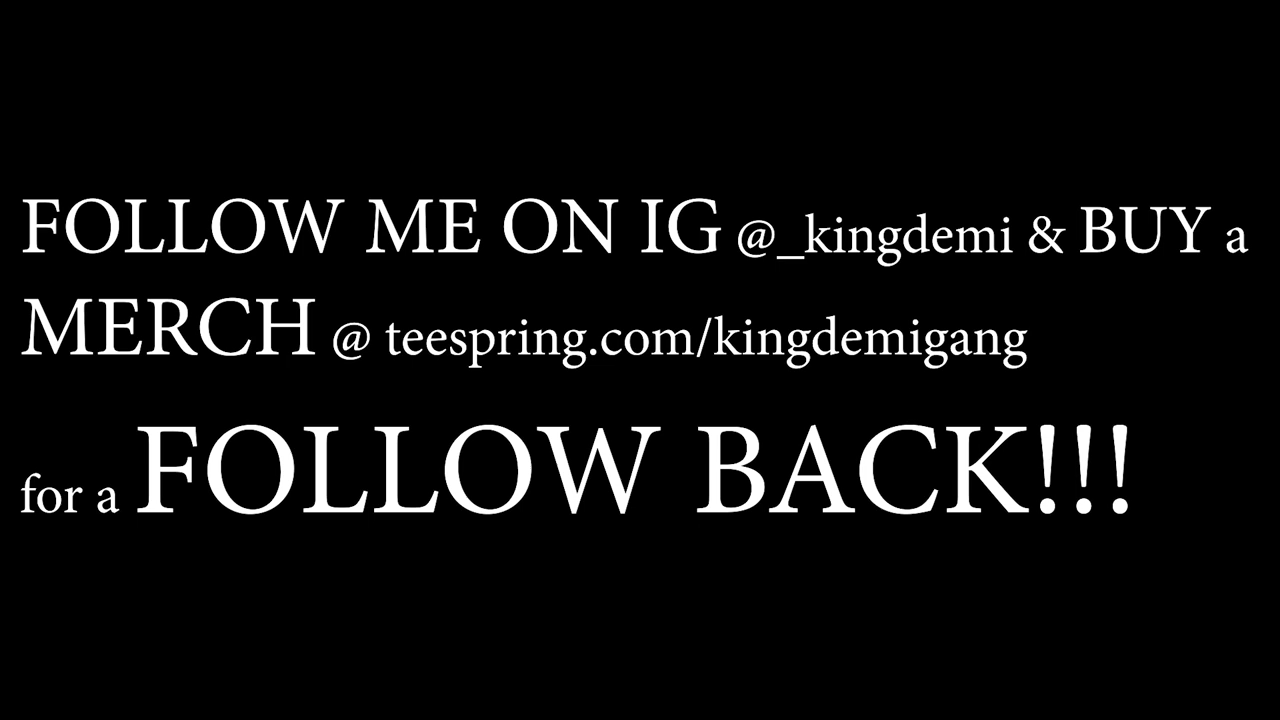 FOLLOW ME ON IG @_kingdemi & BUY a
MERCH @ teespring.com/kingdemigang
for a FOLLOW BACK!!!